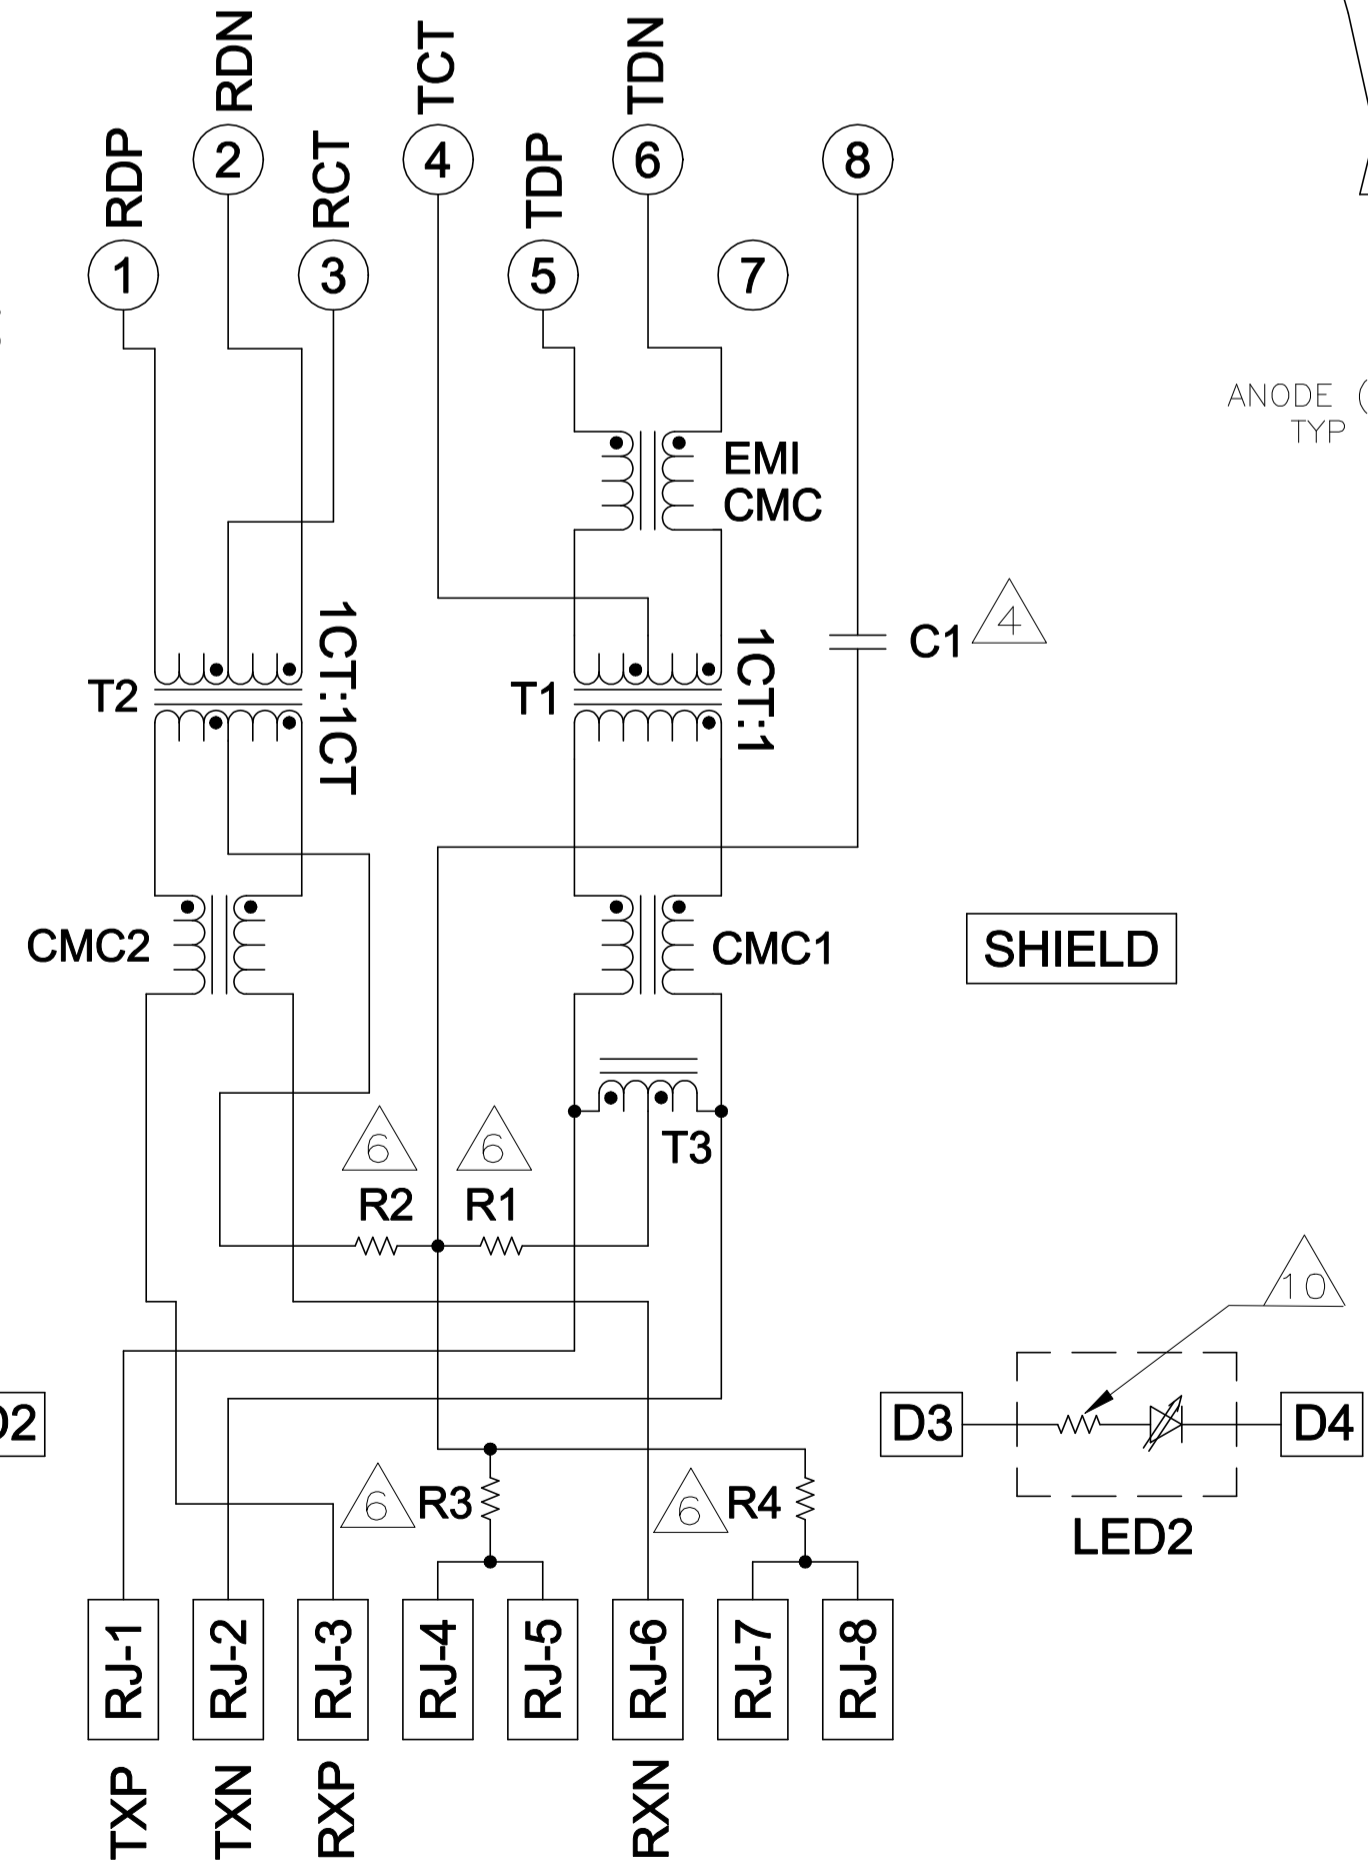 RDP
RDN
RCT
TCT
TDP
TDN
1
2
3
4
5
6
7
8
ANODE (
TYP
EMI
CMC
C1
4
T2
1CT:1CT
T1
1CT:1
CMC2
CMC1
SHIELD
T3
6
6
R2
R1
10
D2
D3
D4
LED2
6
R3
6
R4
RJ-1
RJ-2
RJ-3
RJ-4
RJ-5
RJ-6
RJ-7
RJ-8
TXP
TXN
RXP
RXN